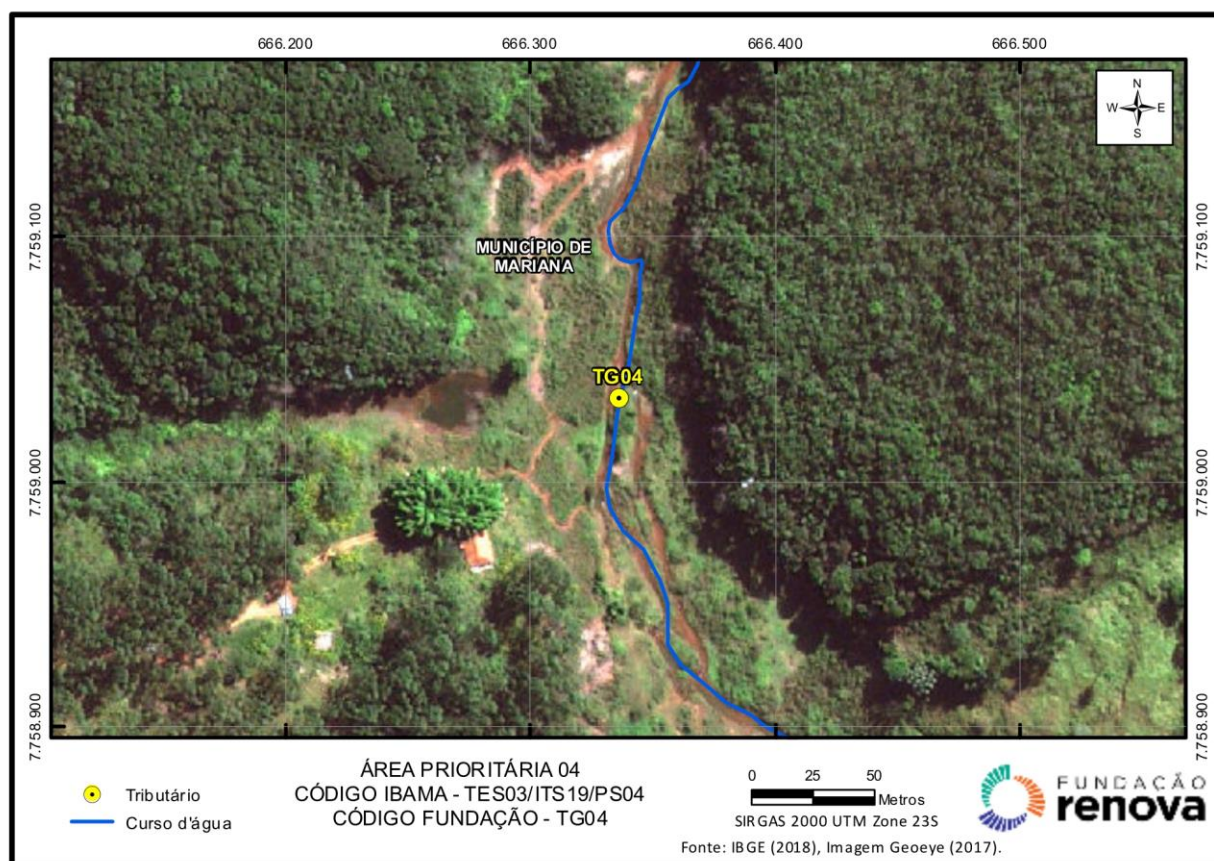 666.200 666.300 666.400 666.500
N
W E
S
7.759.100 7.759.100
MUNICÍPIO DE
MARIANA
TG04
7.759.000 7.759.000
7.758.900 7.758.900
Tributário
Curso d'água
ÁREA PRIORITÁRIA 04
CÓDIGO IBAMA - TES03/ITS19/PS04
CÓDIGO FUNDAÇÃO - TG04
0 25 50
Metros
SIRGAS 2000 UTM Zone 23S
Fonte: IBGE (2018), Imagem Geoeye (2017).
FUNDAÇÃO
renova